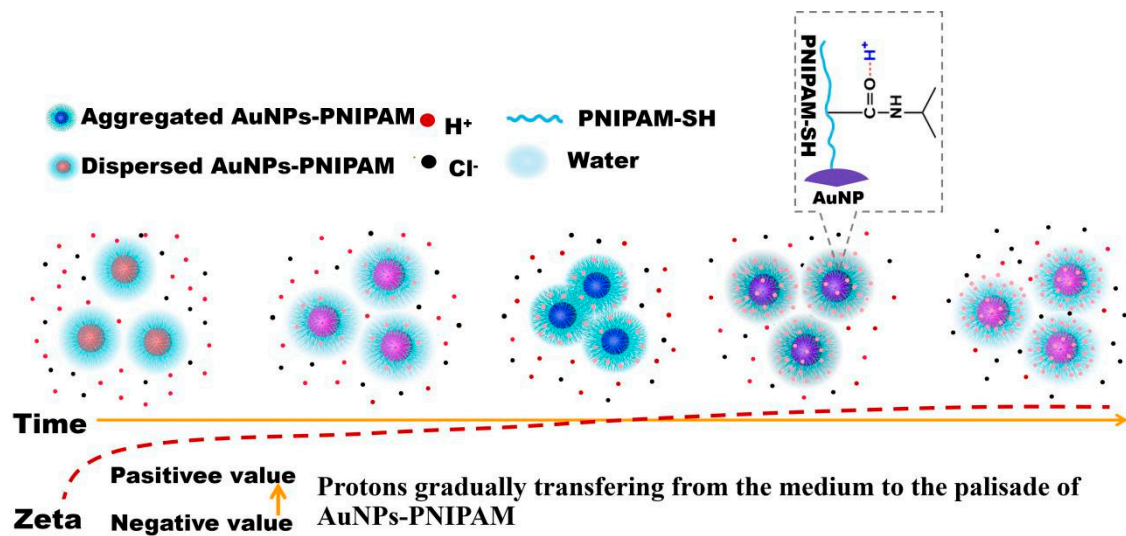 PNIPAM-SH
H⁺
O
C—NH
AuNP
Aggregated AuNPs-PNIPAM
H⁺
PNIPAM-SH
Dispersed AuNPs-PNIPAM
Cl⁻
Water
Time
Pasitivee value
Zeta
Negative value
Protons gradually transfering from the medium to the palisade of
AuNPs-PNIPAM